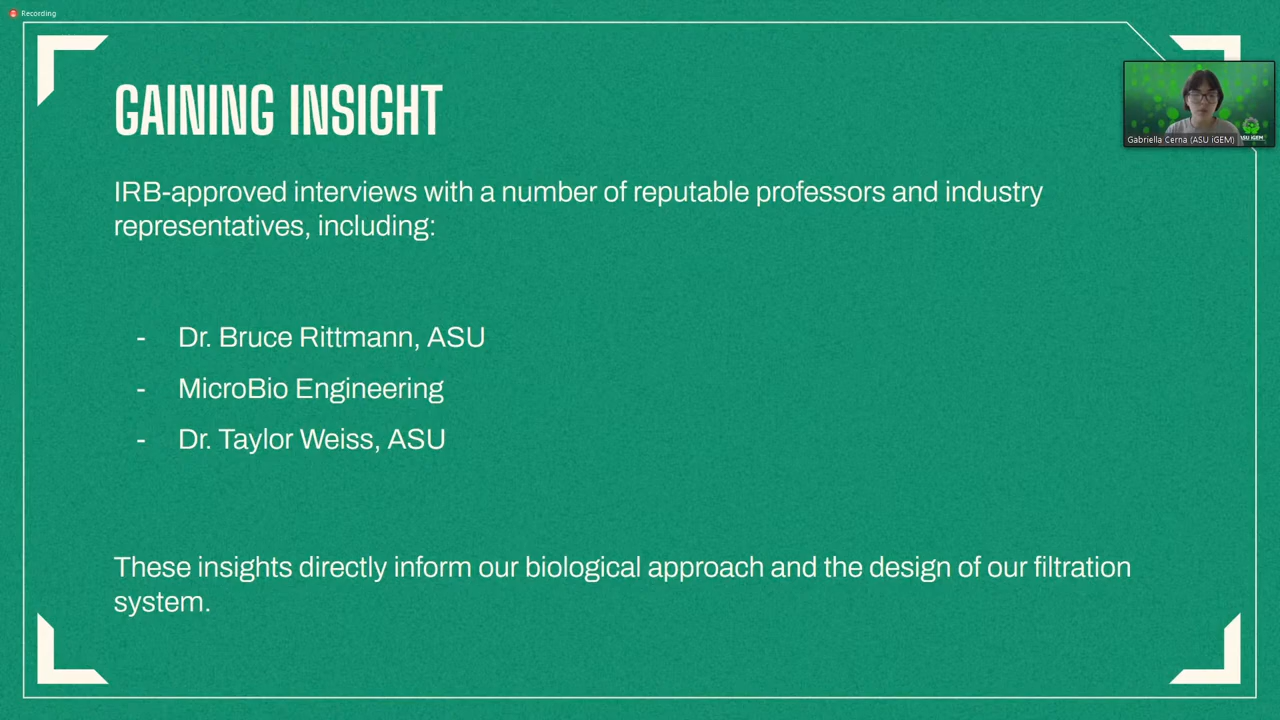 Recording
GAINING INSIGHT
Gabriella Cerna (ASU iGEM)
ASU iGEM
IRB-approved interviews with a number of reputable professors and industry
representatives, including:
- Dr. Bruce Rittmann, ASU
- MicroBio Engineering
- Dr. Taylor Weiss, ASU
These insights directly inform our biological approach and the design of our filtration
system.